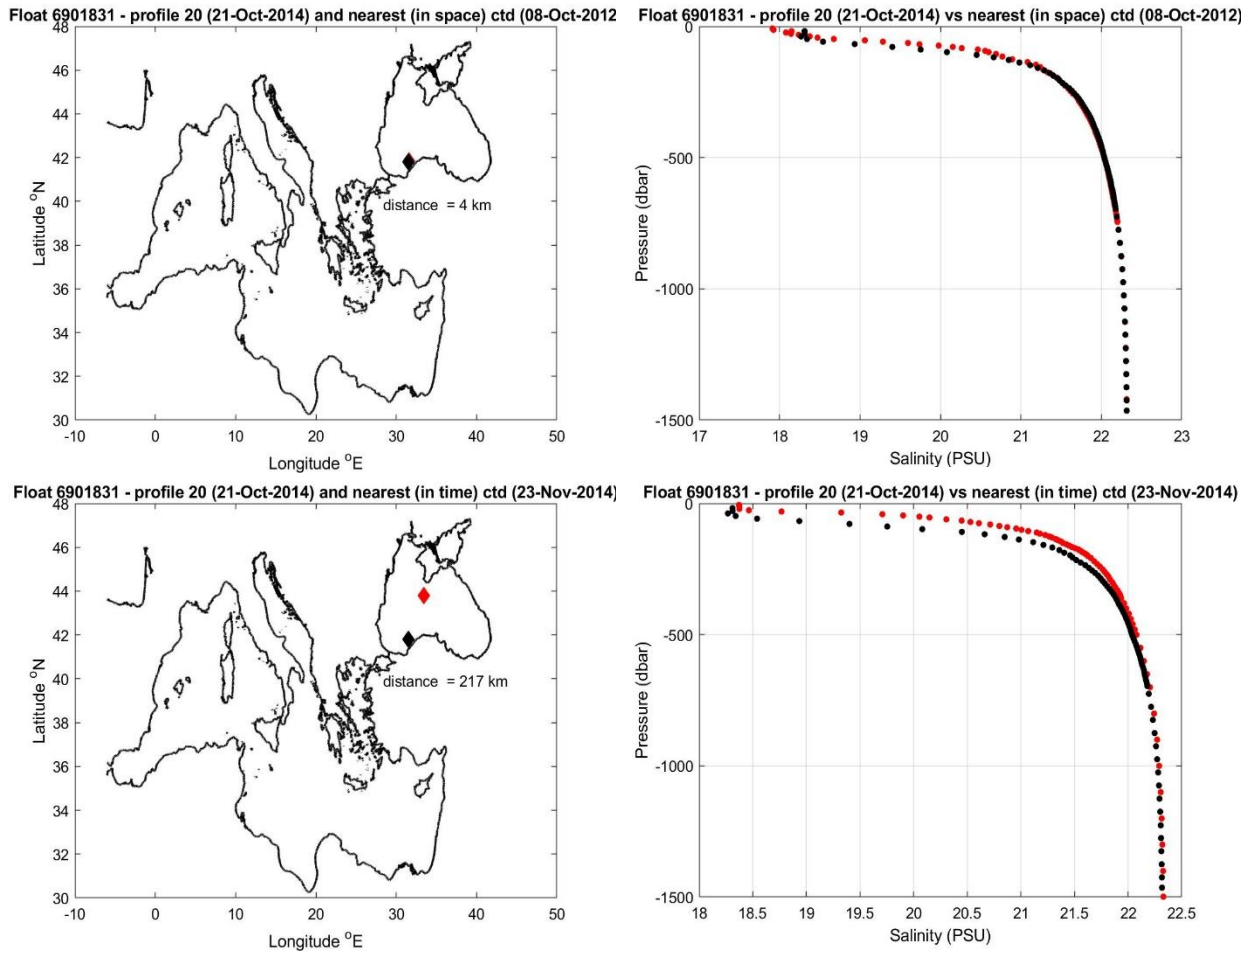 Float 6901831 - profile 20 (21-Oct-2014) and nearest (in space) ctd (08-Oct-2012
48
46
44
42
40
38
36
34
32
30
Latitude °N
distance = 4 km
-10 0 10 20 30 40 50
Longitude °E
Float 6901831 - profile 20 (21-Oct-2014) vs nearest (in space) ctd (08-Oct-2012)
0
-500
-1000
-1500
Pressure (dbar)
17 18 19 20 21 22 23
Salinity (PSU)
Float 6901831 - profile 20 (21-Oct-2014) and nearest (in time) ctd (23-Nov-2014)
48
46
44
42
40
38
36
34
32
30
Latitude °N
distance = 217 km
-10 0 10 20 30 40 50
Longitude °E
Float 6901831 - profile 20 (21-Oct-2014) vs nearest (in time) ctd (23-Nov-2014)
0
-500
-1000
-1500
Pressure (dbar)
18 18.5 19 19.5 20 20.5 21 21.5 22 22.5
Salinity (PSU)